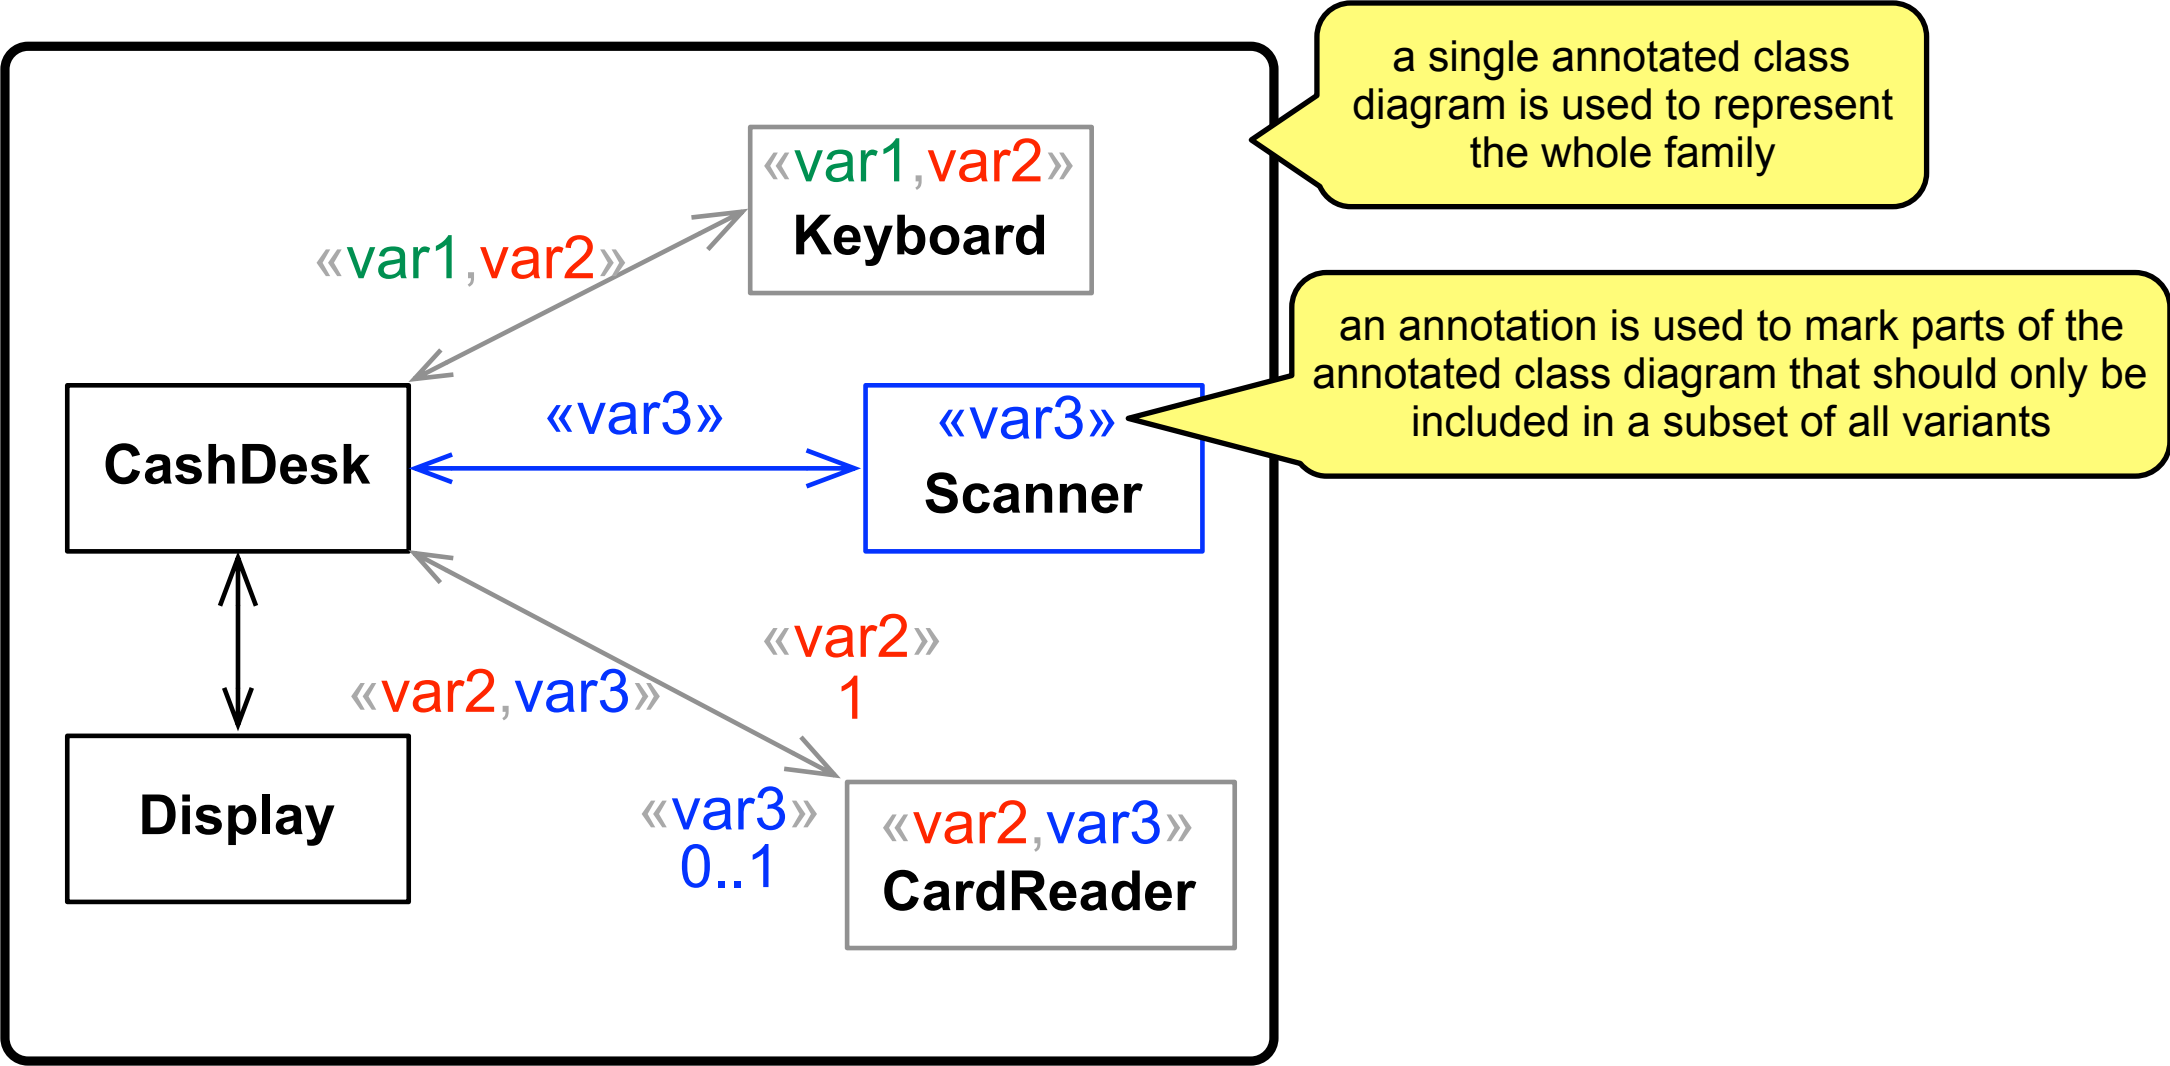 a single annotated class
diagram is used to represent
the whole family
«var1,var2»
Keyboard
«var1,var2»
an annotation is used to mark parts of the
annotated class diagram that should only be
included in a subset of all variants
«var3»
«var3»
Scanner
CashDesk
«var2»
1
«var2,var3»
Display
«var3»
0..1
«var2,var3»
CardReader